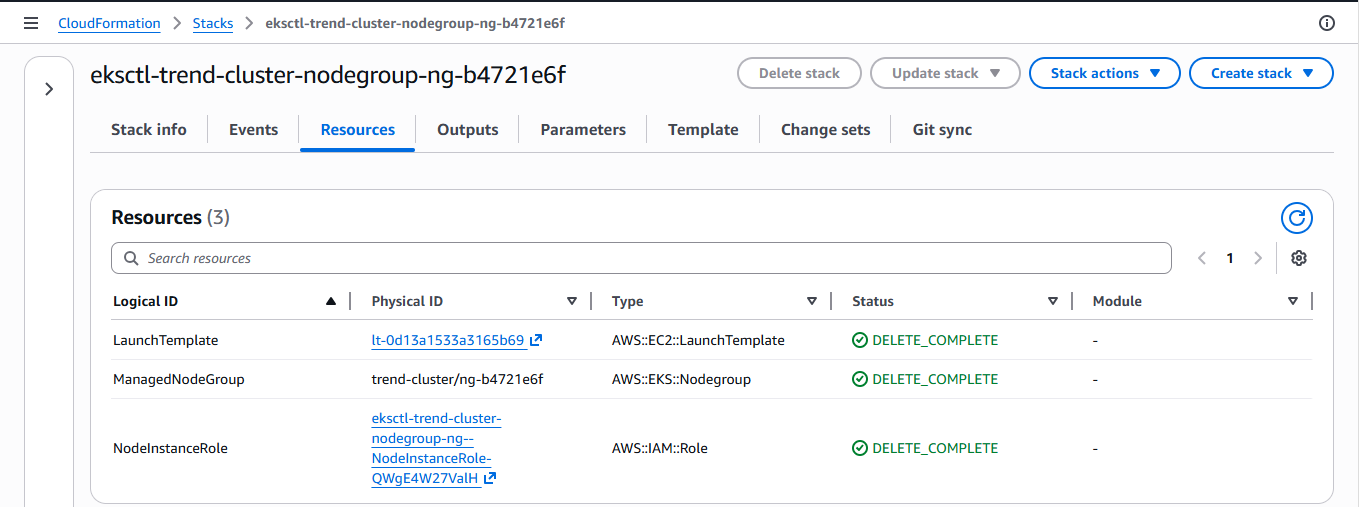 CloudFormation > Stacks > eksctl-trend-cluster-nodegroup-ng-b4721e6f
eksctl-trend-cluster-nodegroup-ng-b4721e6f
Delete stack
Update stack
Stack actions
Create stack
Stack info
Events
Resources
Outputs
Parameters
Template
Change sets
Git sync
Resources (3)
Search resources
1
Logical ID Physical ID Type Status Module
LaunchTemplate lt-0d13a1533a3165b69 AWS::EC2::LaunchTemplate DELETE_COMPLETE -
ManagedNodeGroup trend-cluster/ng-b4721e6f AWS::EKS::Nodegroup DELETE_COMPLETE -
NodeInstanceRole
eksctl-trend-cluster-
nodegroup-ng--
NodeInstanceRole-
QWgE4W27ValH
AWS::IAM::Role DELETE_COMPLETE -